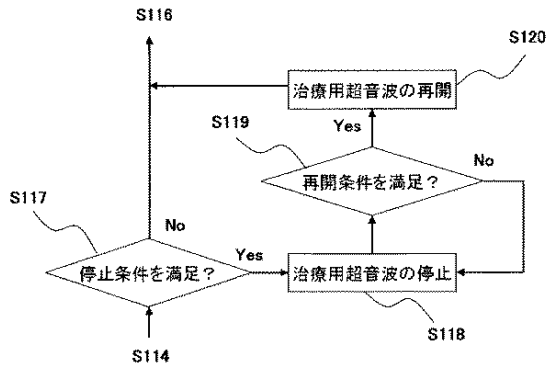 S116
S120
治療用超音波の再開
S119
Yes
No
再開条件を満足？
S117
No
Yes
停止条件を満足？
治療用超音波の停止
S118
S114